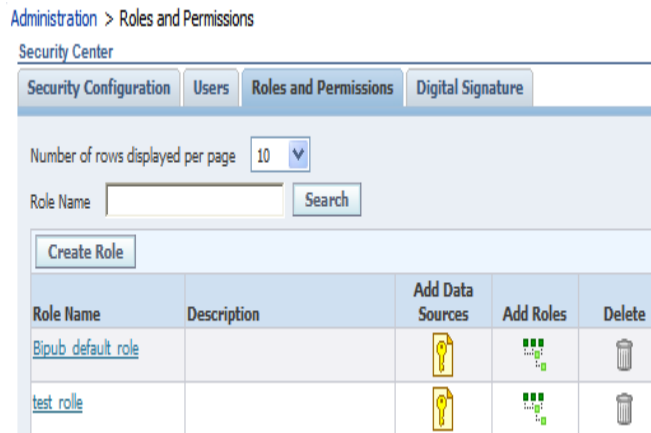 Administration > Roles and Permissions
Security Center
Security Configuration Users Roles and Permissions Digital Signature
Number of rows displayed per page 10
Role Name Search
Create Role
Role Name Description Add Data Sources Add Roles Delete
Bipub_default_role
test_rolle